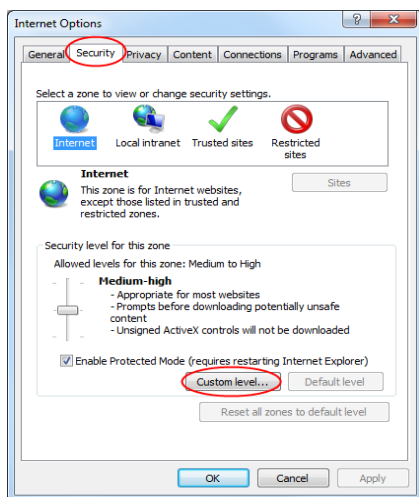 Internet Options
General Security Privacy Content Connections Programs Advanced
Select a zone to view or change security settings.
Internet Local intranet Trusted sites Restricted
sites
Internet
Sites
This zone is for Internet websites,
except those listed in trusted and
restricted zones.
Security level for this zone
Allowed levels for this zone: Medium to High
Medium-high
- Appropriate for most websites
- Prompts before downloading potentially unsafe
content
- Unsigned ActiveX controls will not be downloaded
Enable Protected Mode (requires restarting Internet Explorer)
Custom level... Default level
Reset all zones to default level
OK Cancel Apply